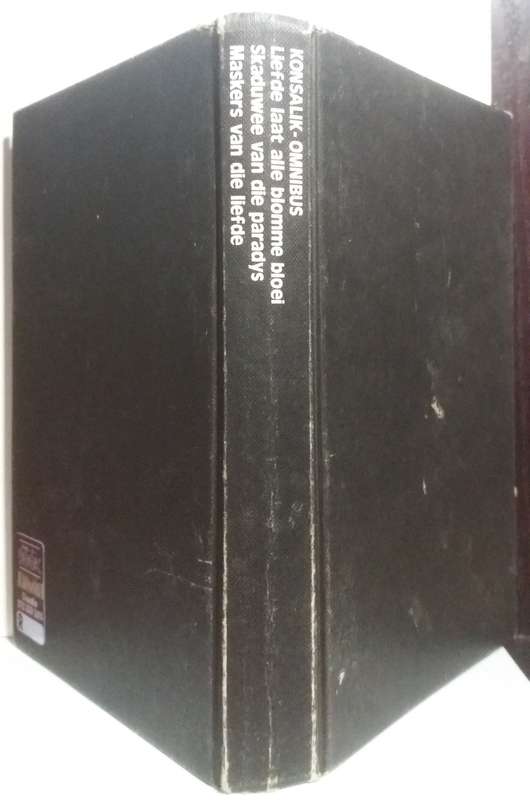 KONSALIK - OMNIBUS
Liefde laat alle blomme bloei
Skaduwee van die paradys
Maskers van die liefde